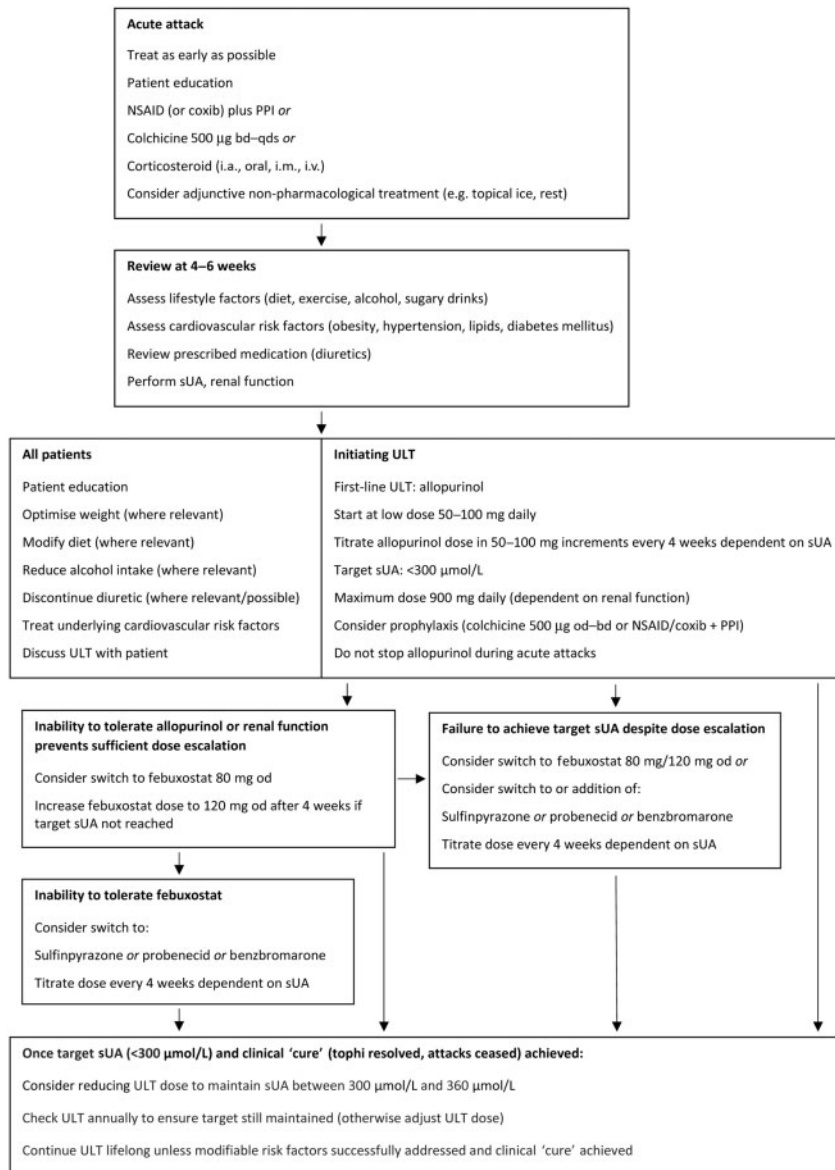 Acute attack
Treat as early as possible
Patient education
NSAID (or coxib) plus PPI or
Colchicine 500 µg bd–qds or
Corticosteroid (i.a., oral, i.m., i.v.)
Consider adjunctive non-pharmacological treatment (e.g. topical ice, rest)
Review at 4–6 weeks
Assess lifestyle factors (diet, exercise, alcohol, sugary drinks)
Assess cardiovascular risk factors (obesity, hypertension, lipids, diabetes mellitus)
Review prescribed medication (diuretics)
Perform sUA, renal function
All patients
Patient education
Optimise weight (where relevant)
Modify diet (where relevant)
Reduce alcohol intake (where relevant)
Discontinue diuretic (where relevant/possible)
Treat underlying cardiovascular risk factors
Discuss ULT with patient
Initiating ULT
First-line ULT: allopurinol
Start at low dose 50–100 mg daily
Titrate allopurinol dose in 50–100 mg increments every 4 weeks dependent on sUA
Target sUA: <300 µmol/L
Maximum dose 900 mg daily (dependent on renal function)
Consider prophylaxis (colchicine 500 µg od–bd or NSAID/coxib + PPI)
Do not stop allopurinol during acute attacks
Inability to tolerate allopurinol or renal function
prevents sufficient dose escalation
Consider switch to febuxostat 80 mg od
Increase febuxostat dose to 120 mg od after 4 weeks if
target sUA not reached
Failure to achieve target sUA despite dose escalation
Consider switch to febuxostat 80 mg/120 mg od or
Consider switch to or addition of:
Sulfinpyrazone or probenecid or benzbromarone
Titrate dose every 4 weeks dependent on sUA
Inability to tolerate febuxostat
Consider switch to:
Sulfinpyrazone or probenecid or benzbromarone
Titrate dose every 4 weeks dependent on sUA
Once target sUA (<300 µmol/L) and clinical ‘cure’ (tophi resolved, attacks ceased) achieved:
Consider reducing ULT dose to maintain sUA between 300 µmol/L and 360 µmol/L
Check ULT annually to ensure target still maintained (otherwise adjust ULT dose)
Continue ULT lifelong unless modifiable risk factors successfully addressed and clinical ‘cure’ achieved